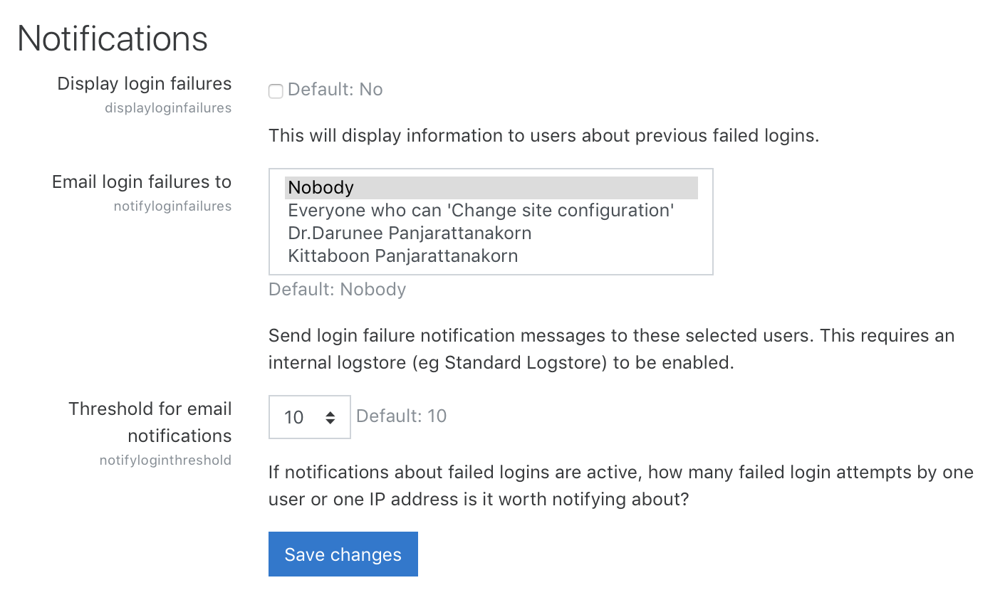 Notifications
Display login failures
displayloginfailures
Default: No
This will display information to users about previous failed logins.
Email login failures to
notifyloginfailures
Nobody
Everyone who can 'Change site configuration'
Dr.Darunee Panjarattanakorn
Kittaboon Panjarattanakorn
Default: Nobody
Send login failure notification messages to these selected users. This requires an
internal logstore (eg Standard Logstore) to be enabled.
Threshold for email
notifications
notifyloginthreshold
10
Default: 10
If notifications about failed logins are active, how many failed login attempts by one
user or one IP address is it worth notifying about?
Save changes